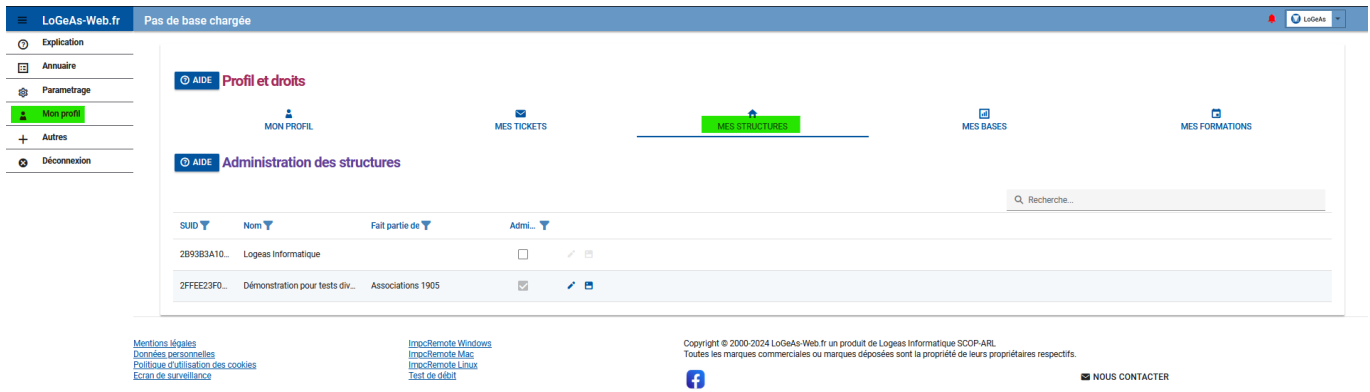 LoGeAs-Web.fr
Pas de base chargée
LoGeAs
Explication
Annuaire
Parametrage
Mon profil
Autres
Déconnexion
AIDE Profil et droits
MON PROFIL
MES TICKETS
MES STRUCTURES
MES BASES
MES FORMATIONS
AIDE Administration des structures
Recherche...
SUID Nom Fait partie de Admi...
2B93B3A10... Logeas Informatique
2FFEE23F0... Démonstration pour tests div... Associations 1905
Mentions légales
Données personnelles
Politique d'utilisation des cookies
Ecran de surveillance
ImpcRemote Windows
ImpcRemote Mac
ImpcRemote Linux
Test de débit
Copyright © 2000-2024 LoGeAs-Web.fr un produit de Logeas Informatique SCOP-ARL
Toutes les marques commerciales ou marques déposées sont la propriété de leurs propriétaires respectifs.
NOUS CONTACTER